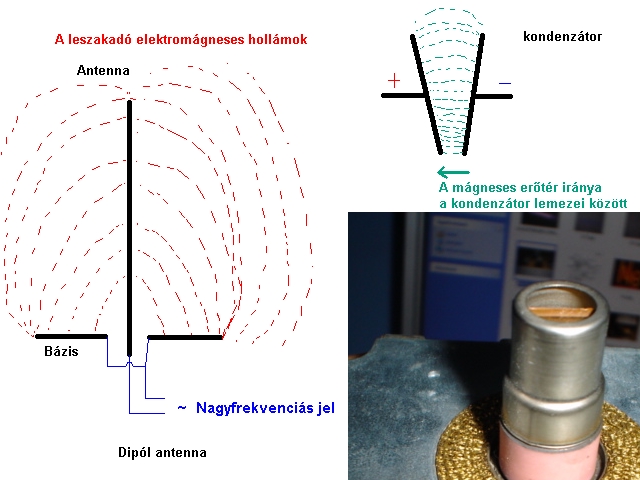 A leszakadó elektromágneses hollámok
Antenna
Bázis
~ Nagyfrekvenciás jel
Dipól antenna
kondenzátor
+ –
A mágneses erőtér iránya
a kondenzátor lemezei között